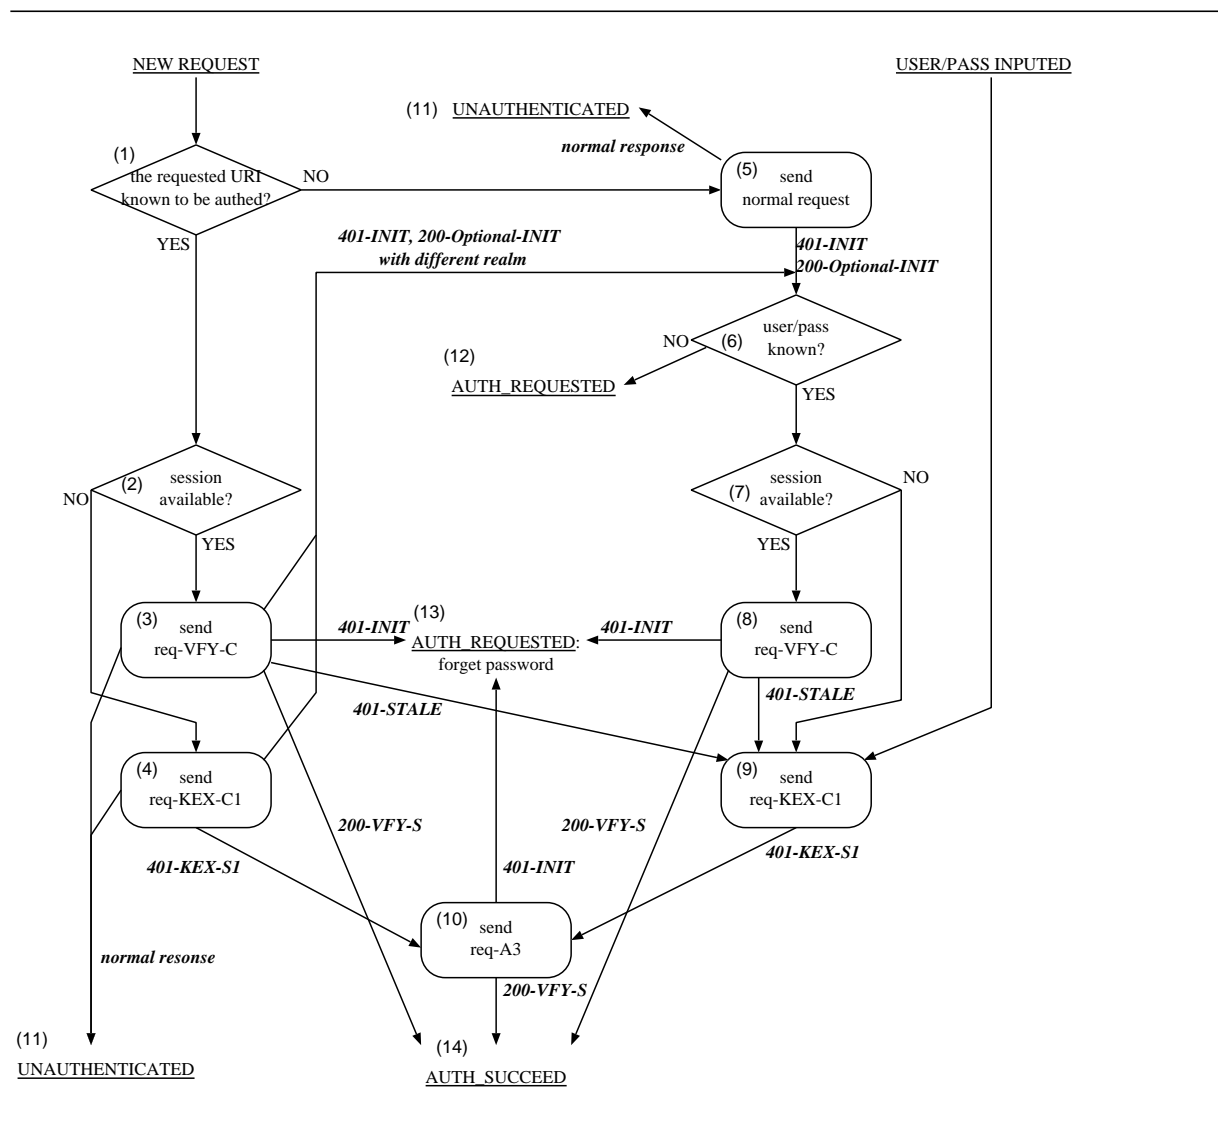 NEW REQUEST
USER/PASS INPUTED
(11) UNAUTHENTICATED
normal response
(1)
the requested URI
known to be authed?
NO
(5)
send
normal request
YES
401-INIT, 200-Optional-INIT
with different realm
401-INIT
200-Optional-INIT
NO
(6)
user/pass
known?
(12)
AUTH_REQUESTED
YES
(2)
session
available?
NO
(7)
session
available?
NO
YES
YES
(3)
send
req-VFY-C
401-INIT
(13)
AUTH_REQUESTED:
forget password
401-INIT
(8)
send
req-VFY-C
401-STALE
401-STALE
(4)
send
req-KEX-C1
(9)
send
req-KEX-C1
200-VFY-S
200-VFY-S
401-KEX-S1
401-INIT
401-KEX-S1
(10)
send
req-A3
normal resonse
200-VFY-S
(11)
UNAUTHENTICATED
(14)
AUTH_SUCCEED